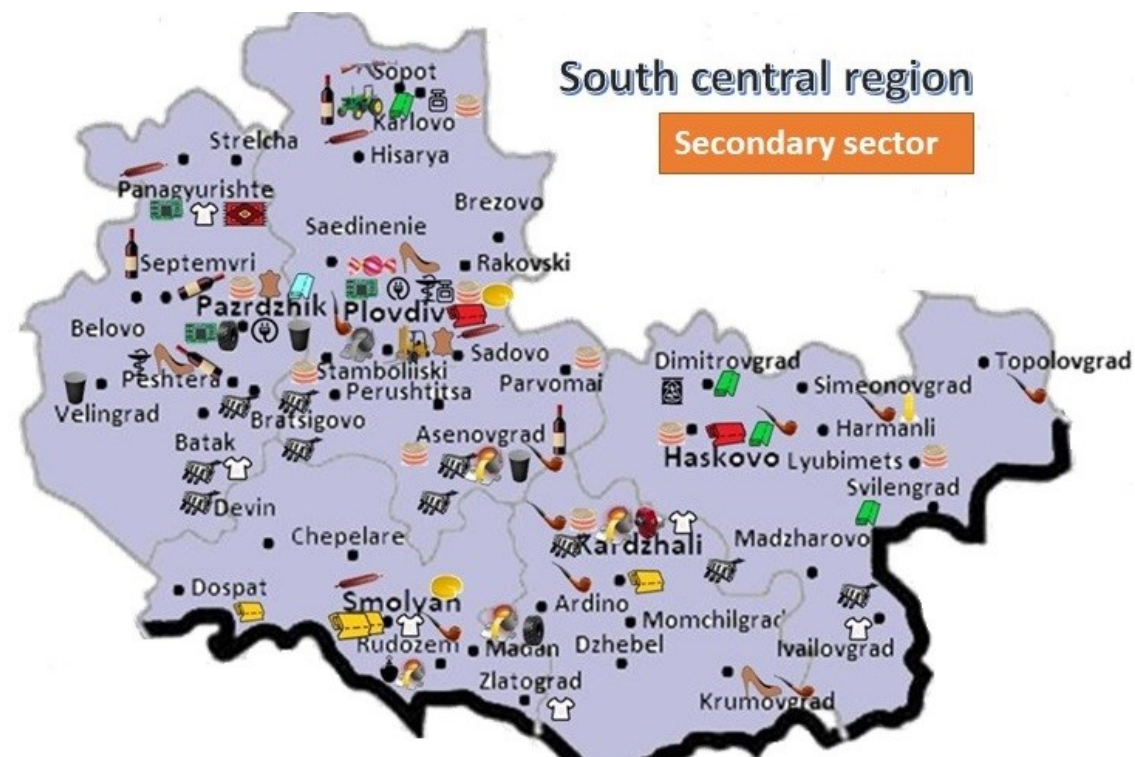 South central region
Secondary sector
Sopot
Karlovo
Hisarya
Strelcha
Panagyurishte
Brezovo
Saedinenie
Rakovski
Septemvri
Pazrdzhik
Plovdiv
Belovo
Sadovo
Stamboliiski
Parvomai
Dimitrovgrad
Topolovgrad
Simeonovgrad
Peshtera
Perushtitsa
Velingrad
Bratsigovo
Batak
Asenovgrad
Harmanli
Haskovo
Lyubimets
Svilengrad
Devin
Chepelare
Kardzhali
Madzharovo
Dospat
Smolyan
Ardino
Momchilgrad
Rudozem
Madan
Dzhebel
Ivailovgrad
Zlatograd
Krumovgrad